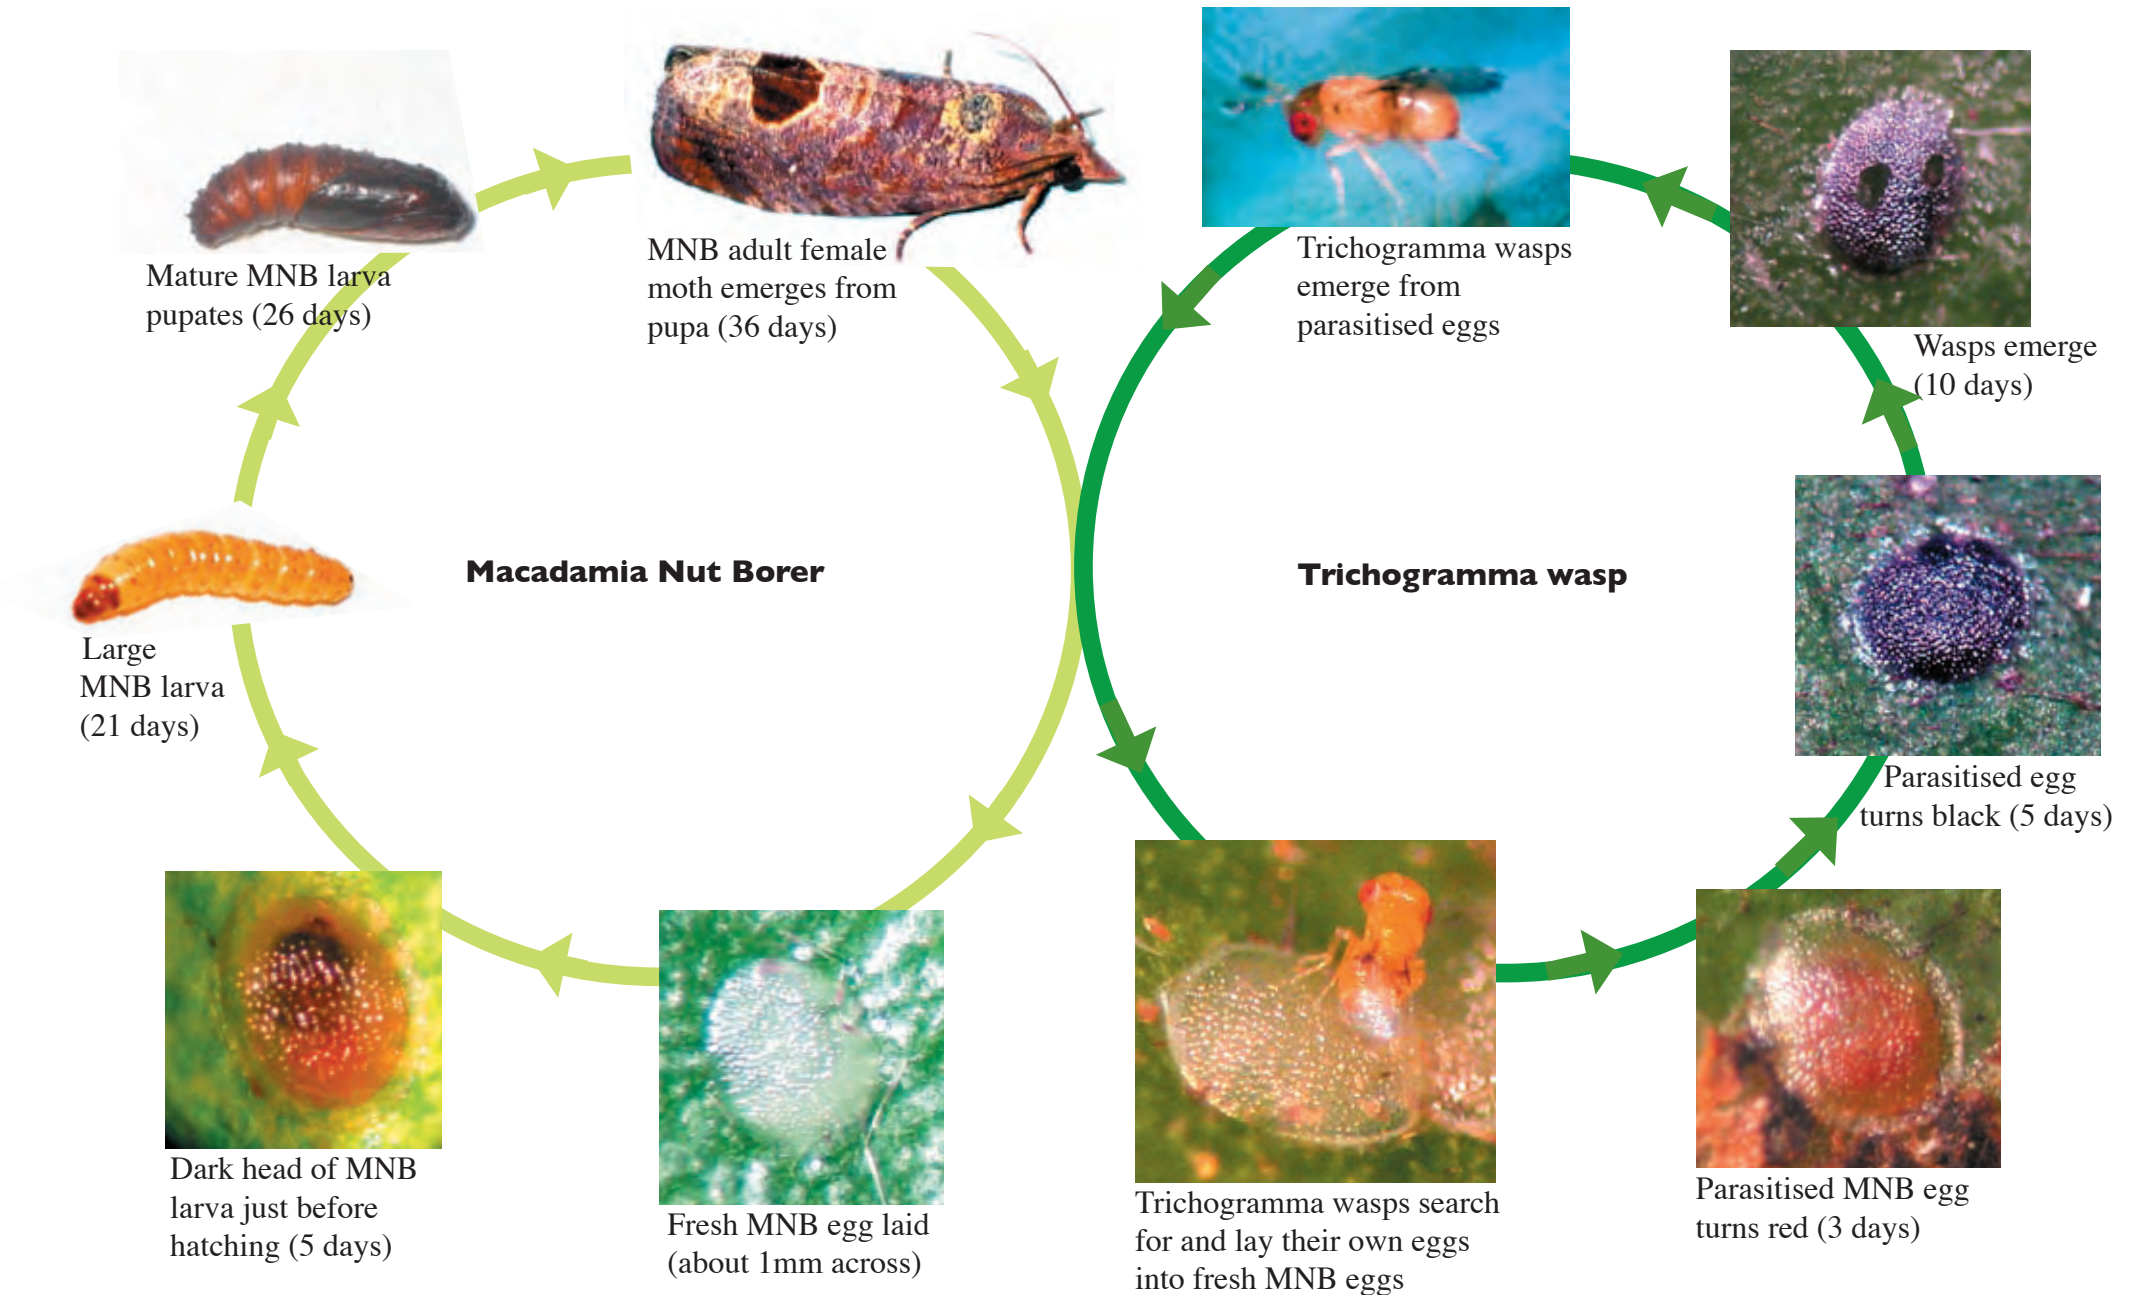 Mature MNB larva
pupates (26 days)
MNB adult female
moth emerges from
pupa (36 days)
Trichogramma wasps
emerge from
parasitised eggs
Wasps emerge
(10 days)
Macadamia Nut Borer
Trichogramma wasp
Large
MNB larva
(21 days)
Parasitised egg
turns black (5 days)
Dark head of MNB
larva just before
hatching (5 days)
Fresh MNB egg laid
(about 1mm across)
Trichogramma wasps search
for and lay their own eggs
into fresh MNB eggs
Parasitised MNB egg
turns red (3 days)